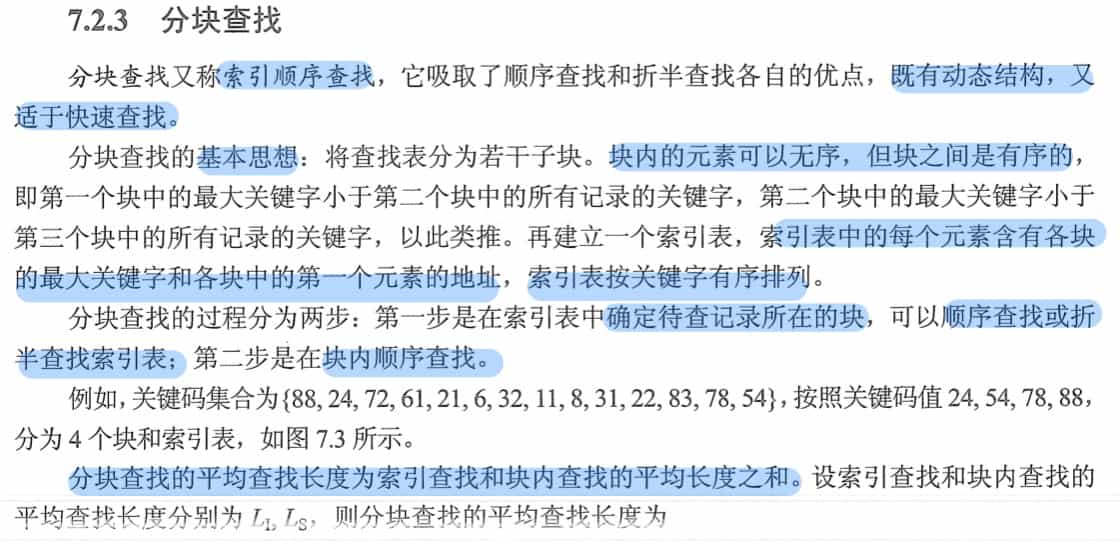 7.2.3 分块查找
分块查找又称索引顺序查找，它吸取了顺序查找和折半查找各自的优点，既有动态结构，又
适于快速查找。
分块查找的基本思想：将查找表分为若干子块。块内的元素可以无序，但块之间是有序的，
即第一个块中的最大关键字小于第二个块中的所有记录的关键字，第二个块中的最大关键字小于
第三个块中的所有记录的关键字，以此类推。再建立一个索引表，索引表中的每个元素含有各块
的最大关键字和各块中的第一个元素的地址，索引表按关键字有序排列。
分块查找的过程分为两步：第一步是在索引表中确定待查记录所在的块，可以顺序查找或折
半查找索引表；第二步是在块内顺序查找。
例如，关键码集合为{88, 24, 72, 61, 21, 6, 32, 11, 8, 31, 22, 83, 78, 54}，按照关键码值 24, 54, 78, 88，
分为 4 个块和索引表，如图 7.3 所示。
分块查找的平均查找长度为索引查找和块内查找的平均长度之和。设索引查找和块内查找的
平均查找长度分别为 L_I, L_S，则分块查找的平均查找长度为